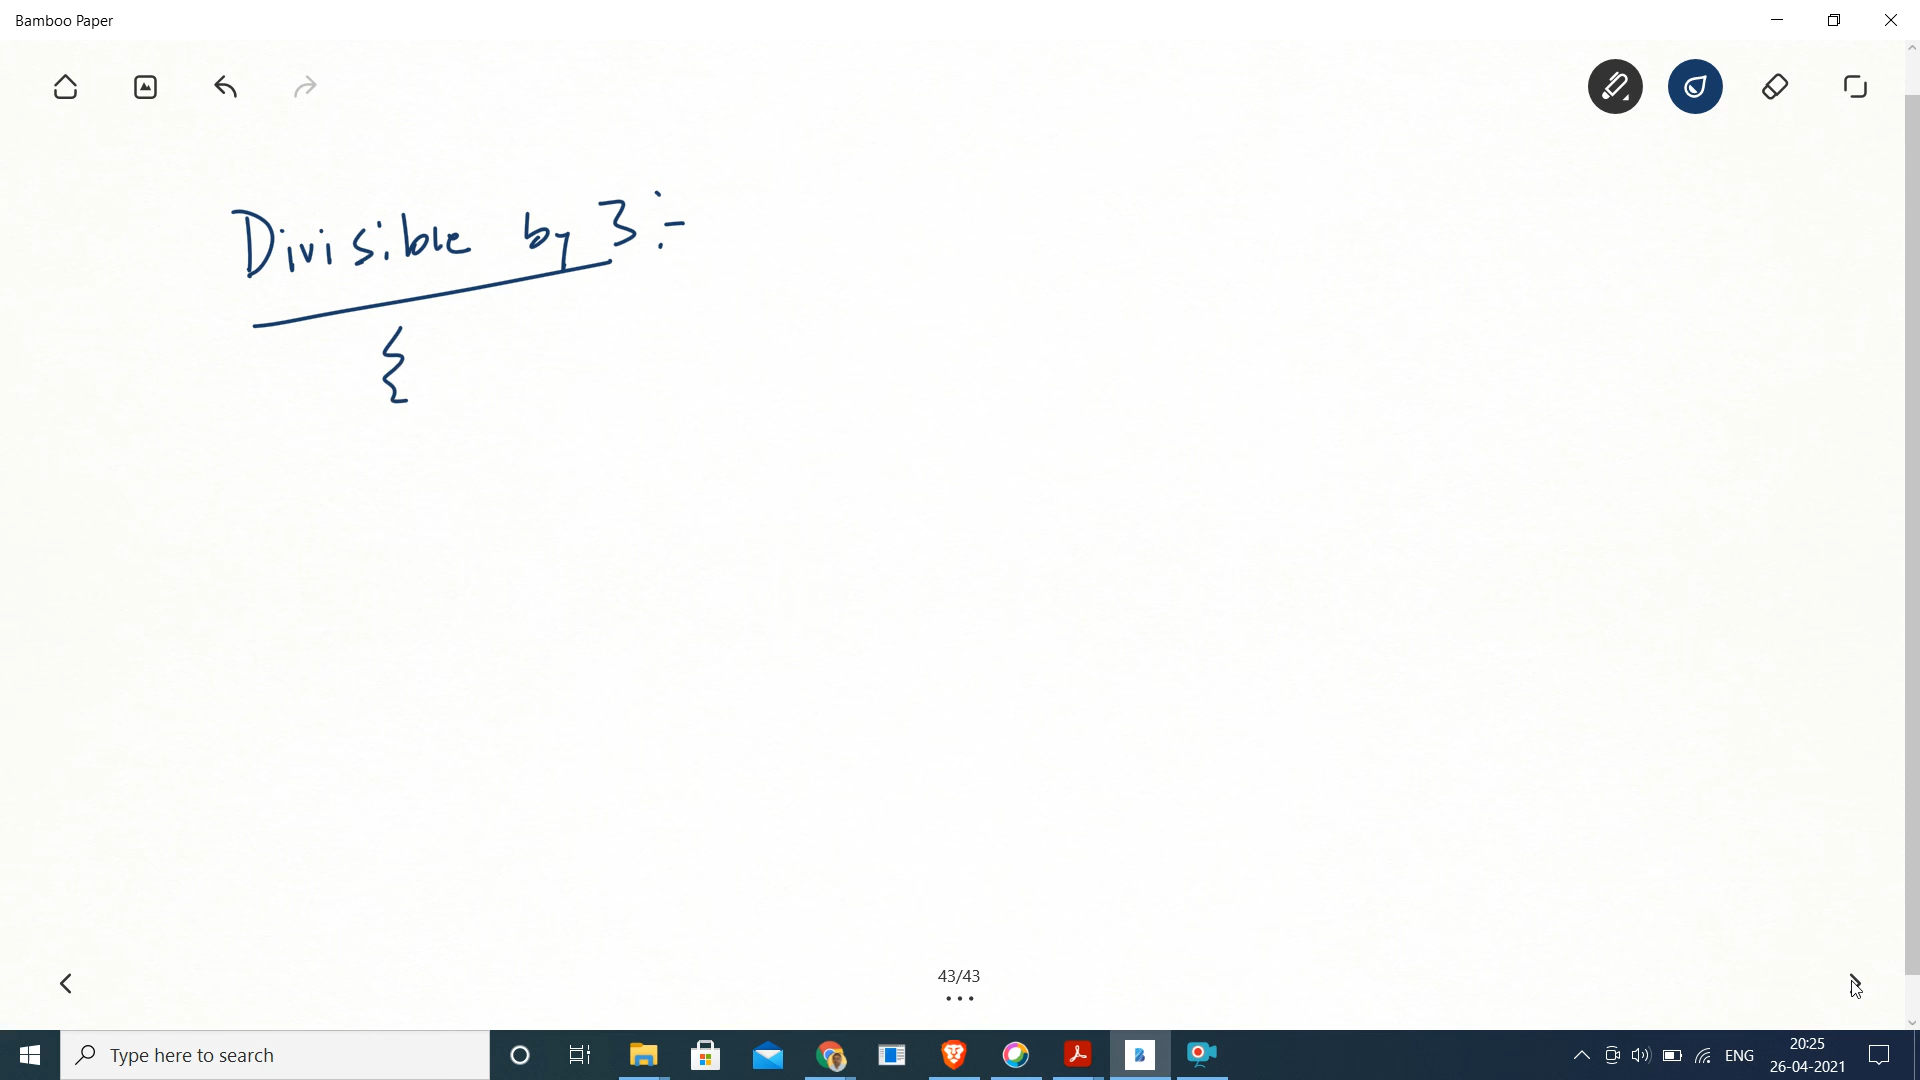 Bamboo Paper
Divisible by 3 :-
{
43/43
Type here to search
ENG
20:25
26-04-2021